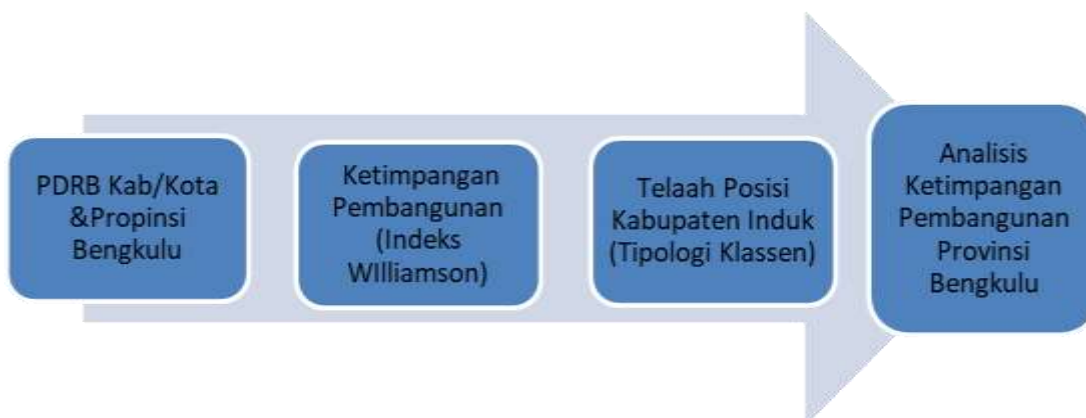 PDRB Kab/Kota
&Propinsi
Bengkulu
Ketimpangan
Pembangunan
(Indeks
WIlliamson)
Telaah Posisi
Kabupaten Induk
(Tipologi Klassen)
Analisis
Ketimpangan
Pembangunan
Provinsi
Bengkulu